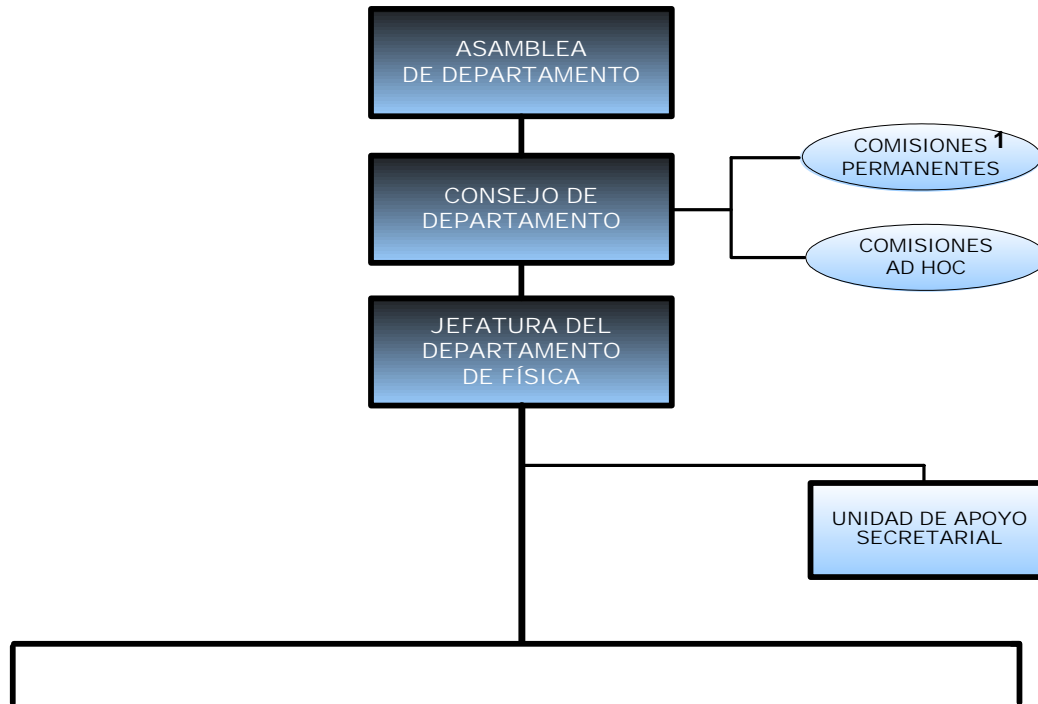 ASAMBLEA
DE DEPARTAMENTO
COMISIONES 1
PERMANENTES
CONSEJO DE
DEPARTAMENTO
COMISIONES
AD HOC
JEFATURA DEL
DEPARTAMENTO
DE FÍSICA
UNIDAD DE APOYO
SECRETARIAL